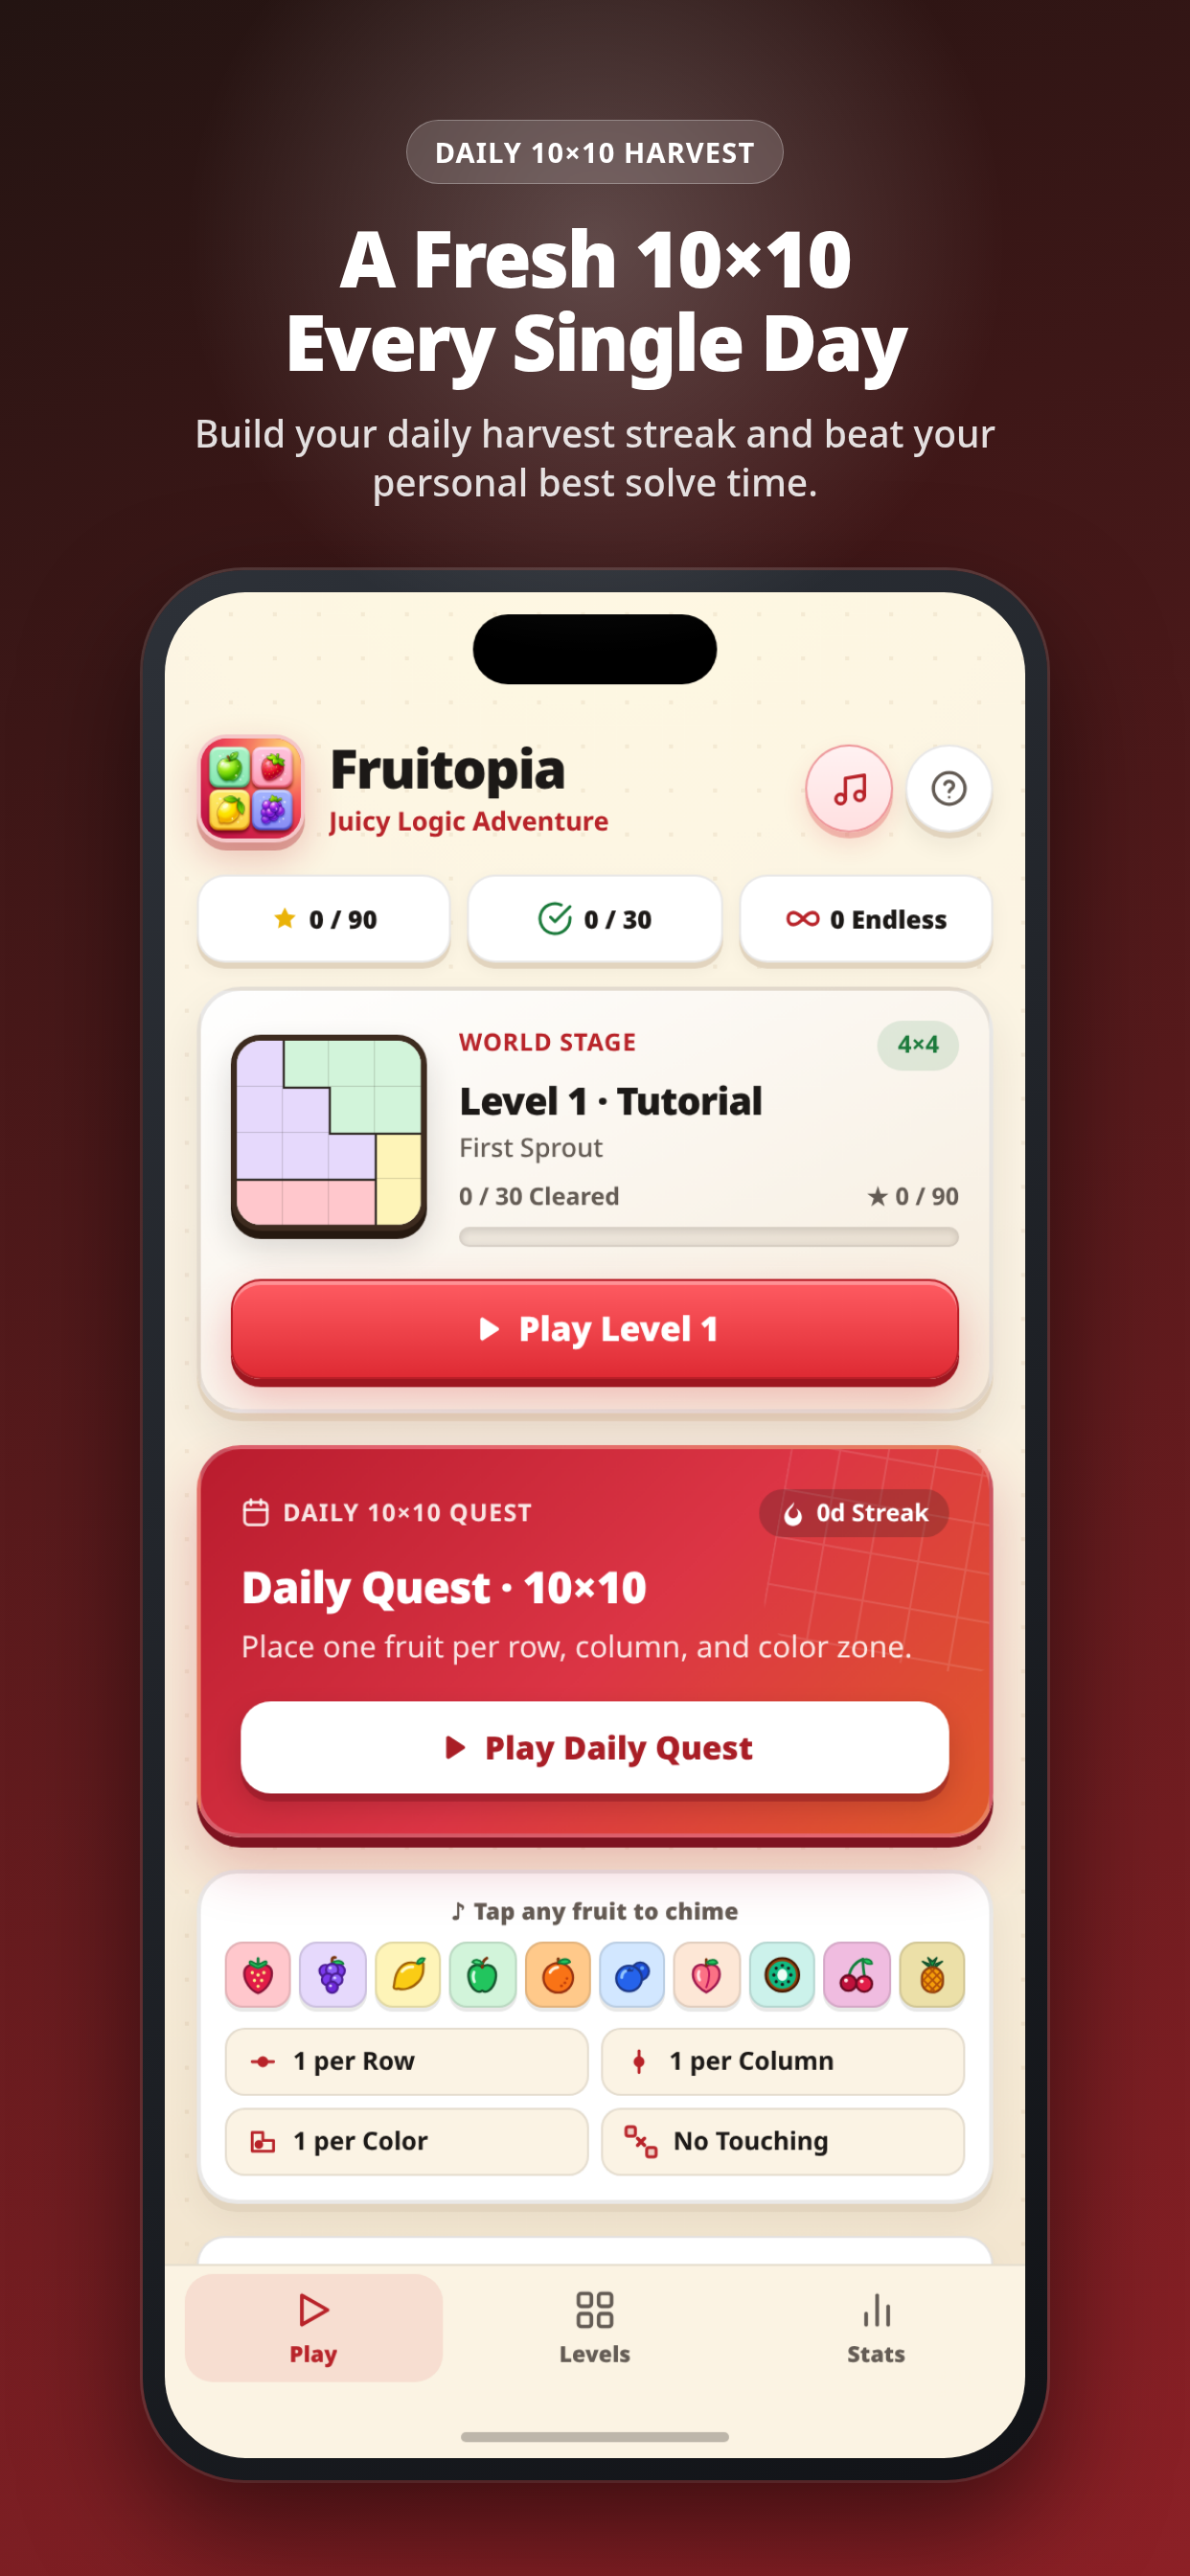 DAILY 10×10 HARVEST
A Fresh 10×10
Every Single Day
Build your daily harvest streak and beat your
personal best solve time.
Fruitopia
Juicy Logic Adventure
0 / 90
0 / 30
0 Endless
WORLD STAGE
4×4
Level 1 · Tutorial
First Sprout
0 / 30 Cleared
★ 0 / 90
Play Level 1
DAILY 10×10 QUEST
0d Streak
Daily Quest · 10×10
Place one fruit per row, column, and color zone.
Play Daily Quest
♪ Tap any fruit to chime
1 per Row
1 per Column
1 per Color
No Touching
Play
Levels
Stats